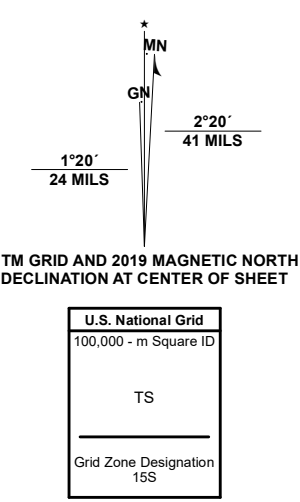 ★
MN
GN
2°20´
41 MILS
1°20´
24 MILS
TM GRID AND 2019 MAGNETIC NORTH
DECLINATION AT CENTER OF SHEET
U.S. National Grid
100,000 - m Square ID
TS
Grid Zone Designation
15S